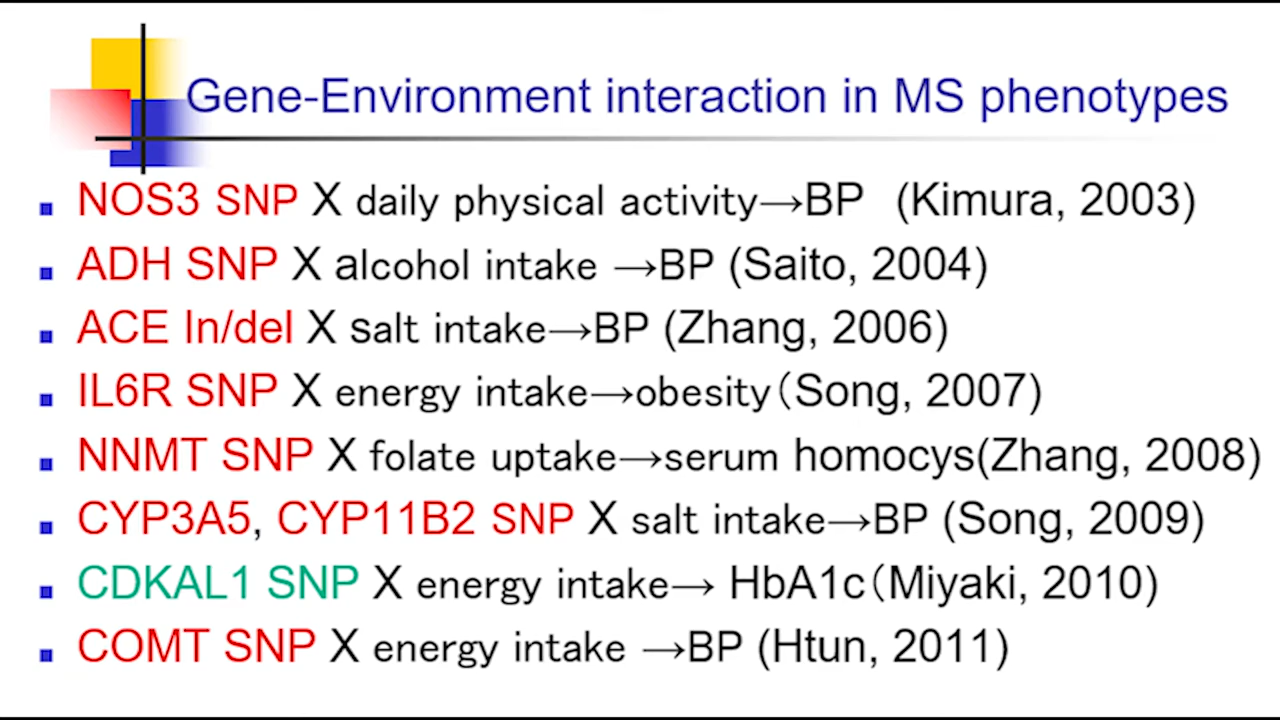 Gene-Environment interaction in MS phenotypes
NOS3 SNP X daily physical activity→BP (Kimura, 2003)
ADH SNP X alcohol intake →BP (Saito, 2004)
ACE In/del X salt intake→BP (Zhang, 2006)
IL6R SNP X energy intake→obesity(Song, 2007)
NNMT SNP X folate uptake→serum homocys(Zhang, 2008)
CYP3A5, CYP11B2 SNP X salt intake→BP (Song, 2009)
CDKAL1 SNP X energy intake→ HbA1c(Miyaki, 2010)
COMT SNP X energy intake →BP (Htun, 2011)